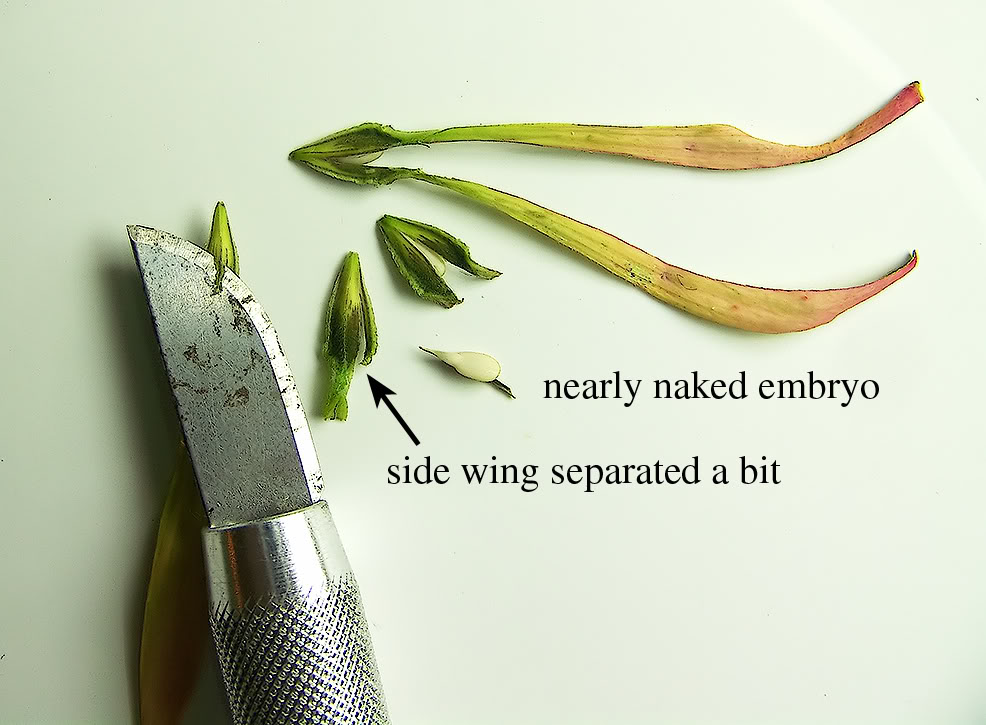 nearly naked embryo
side wing separated a bit